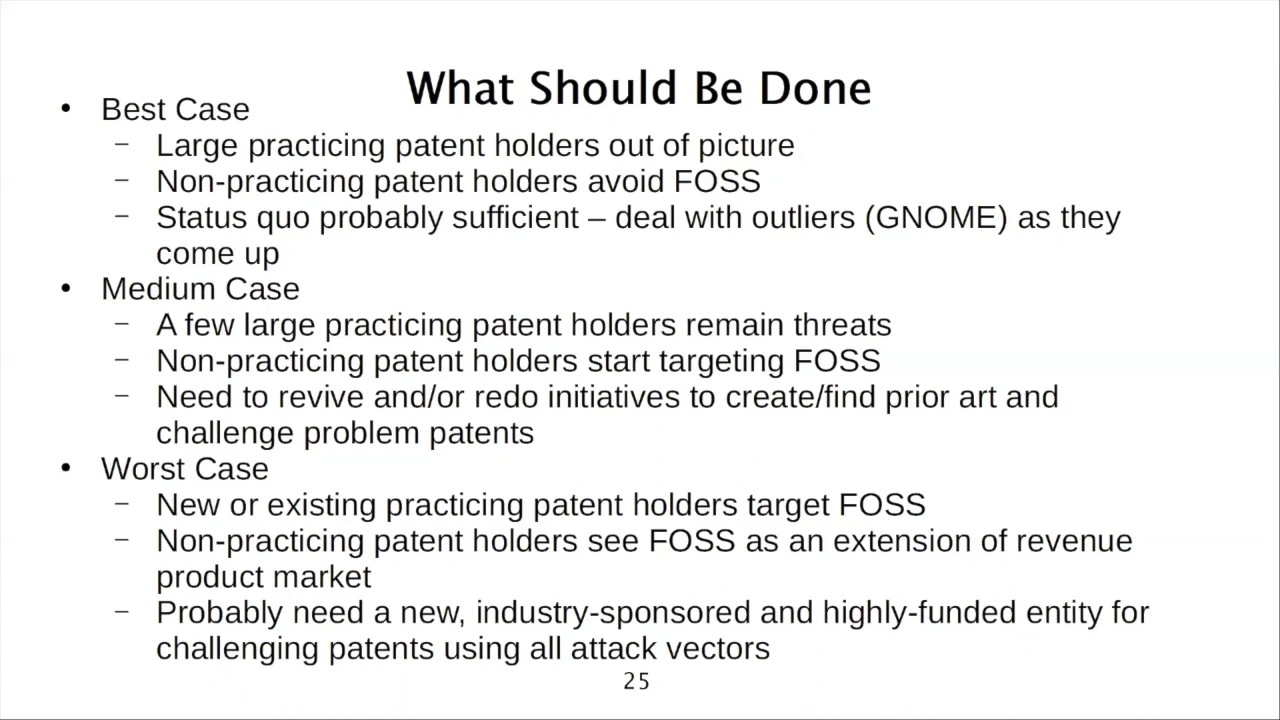 What Should Be Done
• Best Case
– Large practicing patent holders out of picture
– Non-practicing patent holders avoid FOSS
– Status quo probably sufficient – deal with outliers (GNOME) as they
come up
• Medium Case
– A few large practicing patent holders remain threats
– Non-practicing patent holders start targeting FOSS
– Need to revive and/or redo initiatives to create/find prior art and
challenge problem patents
• Worst Case
– New or existing practicing patent holders target FOSS
– Non-practicing patent holders see FOSS as an extension of revenue
product market
– Probably need a new, industry-sponsored and highly-funded entity for
challenging patents using all attack vectors
25